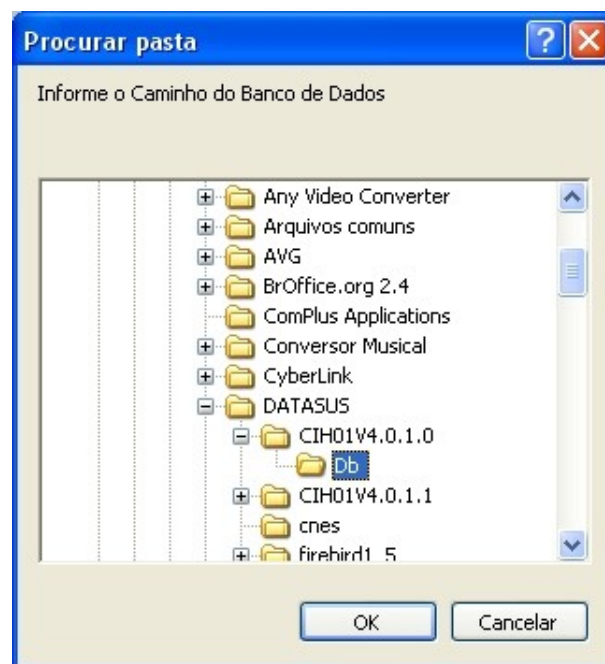 Procurar pasta
Informe o Caminho do Banco de Dados
Any Video Converter
Arquivos comuns
AVG
BrOffice.org 2.4
ComPlus Applications
Conversor Musical
CyberLink
DATASUS
CIH01V4.0.1.0
Db
CIH01V4.0.1.1
cnes
firebird1_5
OK Cancelar